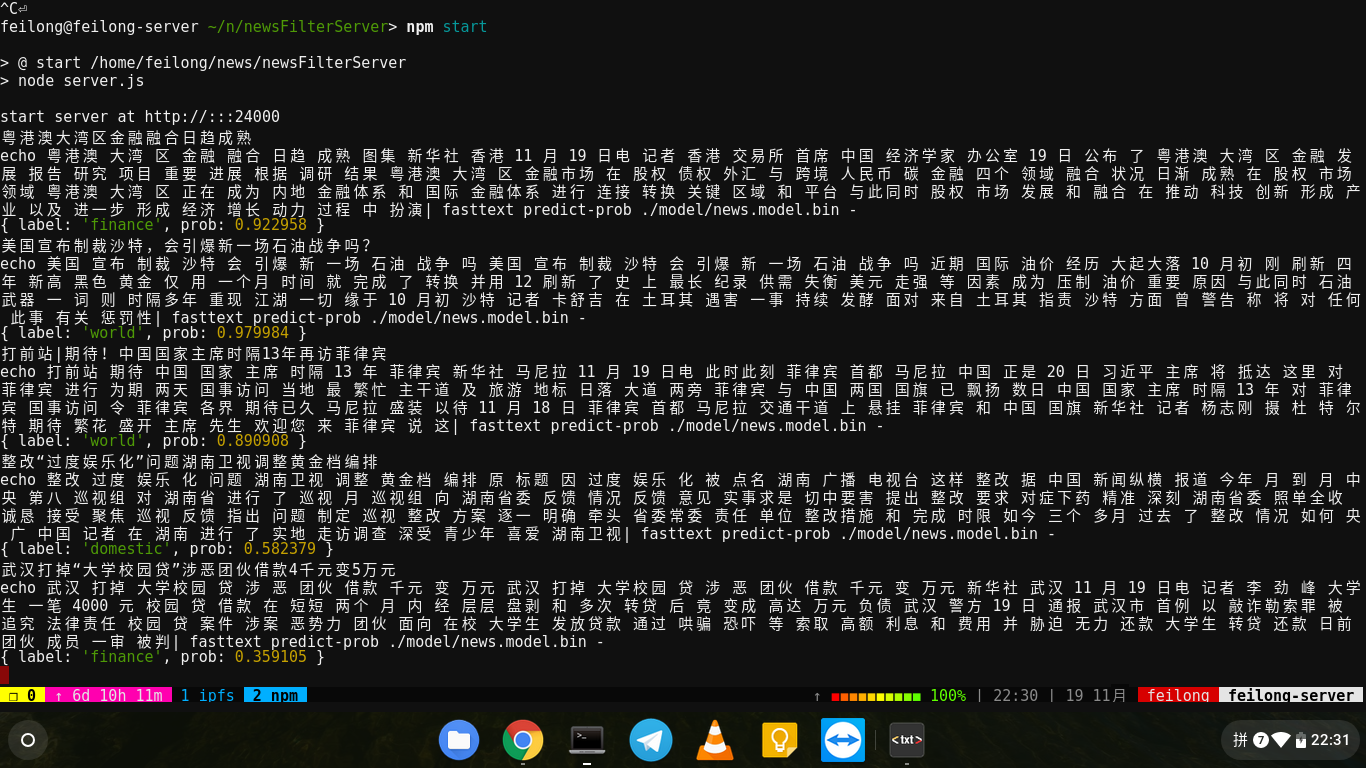 ^C⏎
feilong@feilong-server ~/n/newsFilterServer> npm start
> @ start /home/feilong/news/newsFilterServer
> node server.js
start server at http://:::24000
粤港澳大湾区金融融合日趋成熟
echo 粤港澳 大湾 区 金融 融合 日趋 成熟 图集 新华社 香港 11 月 19 日电 记者 香港 交易所 首席 中国 经济学家 办公室 19 日 公布 了 粤港澳 大湾 区 金融 发
展 报告 研究 项目 重要 进展 根据 调研 结果 粤港澳 大湾 区 金融市场 在 股权 债权 外汇 与 跨境 人民币 碳 金融 四个 领域 融合 状况 日渐 成熟 在 股权 市场
领域 粤港澳 大湾 区 正在 成为 内地 金融体系 和 国际 金融体系 进行 连接 转换 关键 区域 和 平台 与此同时 股权 市场 发展 和 融合 在 推动 科技 创新 形成 产
业 以及 进一步 形成 经济 增长 动力 过程 中 扮演| fasttext predict-prob ./model/news.model.bin -
{ label: 'finance', prob: 0.922958 }
美国宣布制裁沙特，会引爆新一场石油战争吗？
echo 美国 宣布 制裁 沙特 会 引爆 新 一场 石油 战争 吗 美国 宣布 制裁 沙特 会 引爆 新 一场 石油 战争 吗 近期 国际 油价 经历 大起大落 10 月初 刚 刷新 四
年 新高 黑色 黄金 仅 用 一个月 时间 就 完成 了 转换 并用 12 刷新 了 史 上 最长 纪录 供需 失衡 美元 走强 等 因素 成为 压制 油价 重要 原因 与此同时 石油
武器 一 词 则 时隔多年 重现 江湖 一切 缘于 10 月初 沙特 记者 卡舒吉 在 土耳其 遇害 一事 持续 发酵 面对 来自 土耳其 指责 沙特 方面 曾 警告 称 将 对 任何
此事 有关 惩罚性| fasttext predict-prob ./model/news.model.bin -
{ label: 'world', prob: 0.979984 }
打前站|期待！中国国家主席时隔13年再访菲律宾
echo 打前站 期待 中国 国家 主席 时隔 13 年 菲律宾 新华社 马尼拉 11 月 19 日电 此时此刻 菲律宾 首都 马尼拉 中国 正是 20 日 习近平 主席 将 抵达 这里 对
菲律宾 进行 为期 两天 国事访问 当地 最 繁忙 主干道 及 旅游 地标 日落 大道 两旁 菲律宾 与 中国 两国 国旗 已 飘扬 数日 中国 国家 主席 时隔 13 年 对 菲律
宾 国事访问 令 菲律宾 各界 期待已久 马尼拉 盛装 以待 11 月 18 日 菲律宾 首都 马尼拉 交通干道 上 悬挂 菲律宾 和 中国 国旗 新华社 记者 杨志刚 摄 杜 特 尔
特 期待 繁花 盛开 主席 先生 欢迎您 来 菲律宾 说 这| fasttext predict-prob ./model/news.model.bin -
{ label: 'world', prob: 0.890908 }
整改“过度娱乐化”问题湖南卫视调整黄金档编排
echo 整改 过度 娱乐 化 问题 湖南卫视 调整 黄金档 编排 原 标题 因 过度 娱乐 化 被 点名 湖南 广播 电视台 这样 整改 据 中国 新闻纵横 报道 今年 月 到 月 中
央 第八 巡视组 对 湖南省 进行 了 巡视 月 巡视组 向 湖南省委 反馈 情况 反馈 意见 实事求是 切中要害 提出 整改 要求 对症下药 精准 深刻 湖南省委 照单全收
诚恳 接受 聚焦 巡视 反馈 指出 问题 制定 巡视 整改 方案 逐一 明确 牵头 省委常委 责任 单位 整改措施 和 完成 时限 如今 三个 多月 过去 了 整改 情况 如何 央
广 中国 记者 在 湖南 进行 了 实地 走访调查 深受 青少年 喜爱 湖南卫视| fasttext predict-prob ./model/news.model.bin -
{ label: 'domestic', prob: 0.582379 }
武汉打掉“大学校园贷”涉恶团伙借款4千元变5万元
echo 武汉 打掉 大学校园 贷 涉 恶 团伙 借款 千元 变 万元 武汉 打掉 大学校园 贷 涉 恶 团伙 借款 千元 变 万元 新华社 武汉 11 月 19 日电 记者 李 劲 峰 大学
生 一笔 4000 元 校园 贷 借款 在 短短 两个 月 内 经 层层 盘剥 和 多次 转贷 后 竟 变成 高达 万元 负债 武汉 警方 19 日 通报 武汉市 首例 以 敲诈勒索罪 被
追究 法律责任 校园 贷 案件 涉案 恶势力 团伙 面向 在校 大学生 发放贷款 通过 哄骗 恐吓 等 索取 高额 利息 和 费用 并 胁迫 无力 还款 大学生 转贷 还款 日前
团伙 成员 一审 被判| fasttext predict-prob ./model/news.model.bin -
{ label: 'finance', prob: 0.359105 }
❐ 0 ↑ 6d 10h 11m 1 ipfs 2 npm ↑ 100% | 22:30 | 19 11月 feilong feilong-server
>_ <txt> 拼 7 22:31